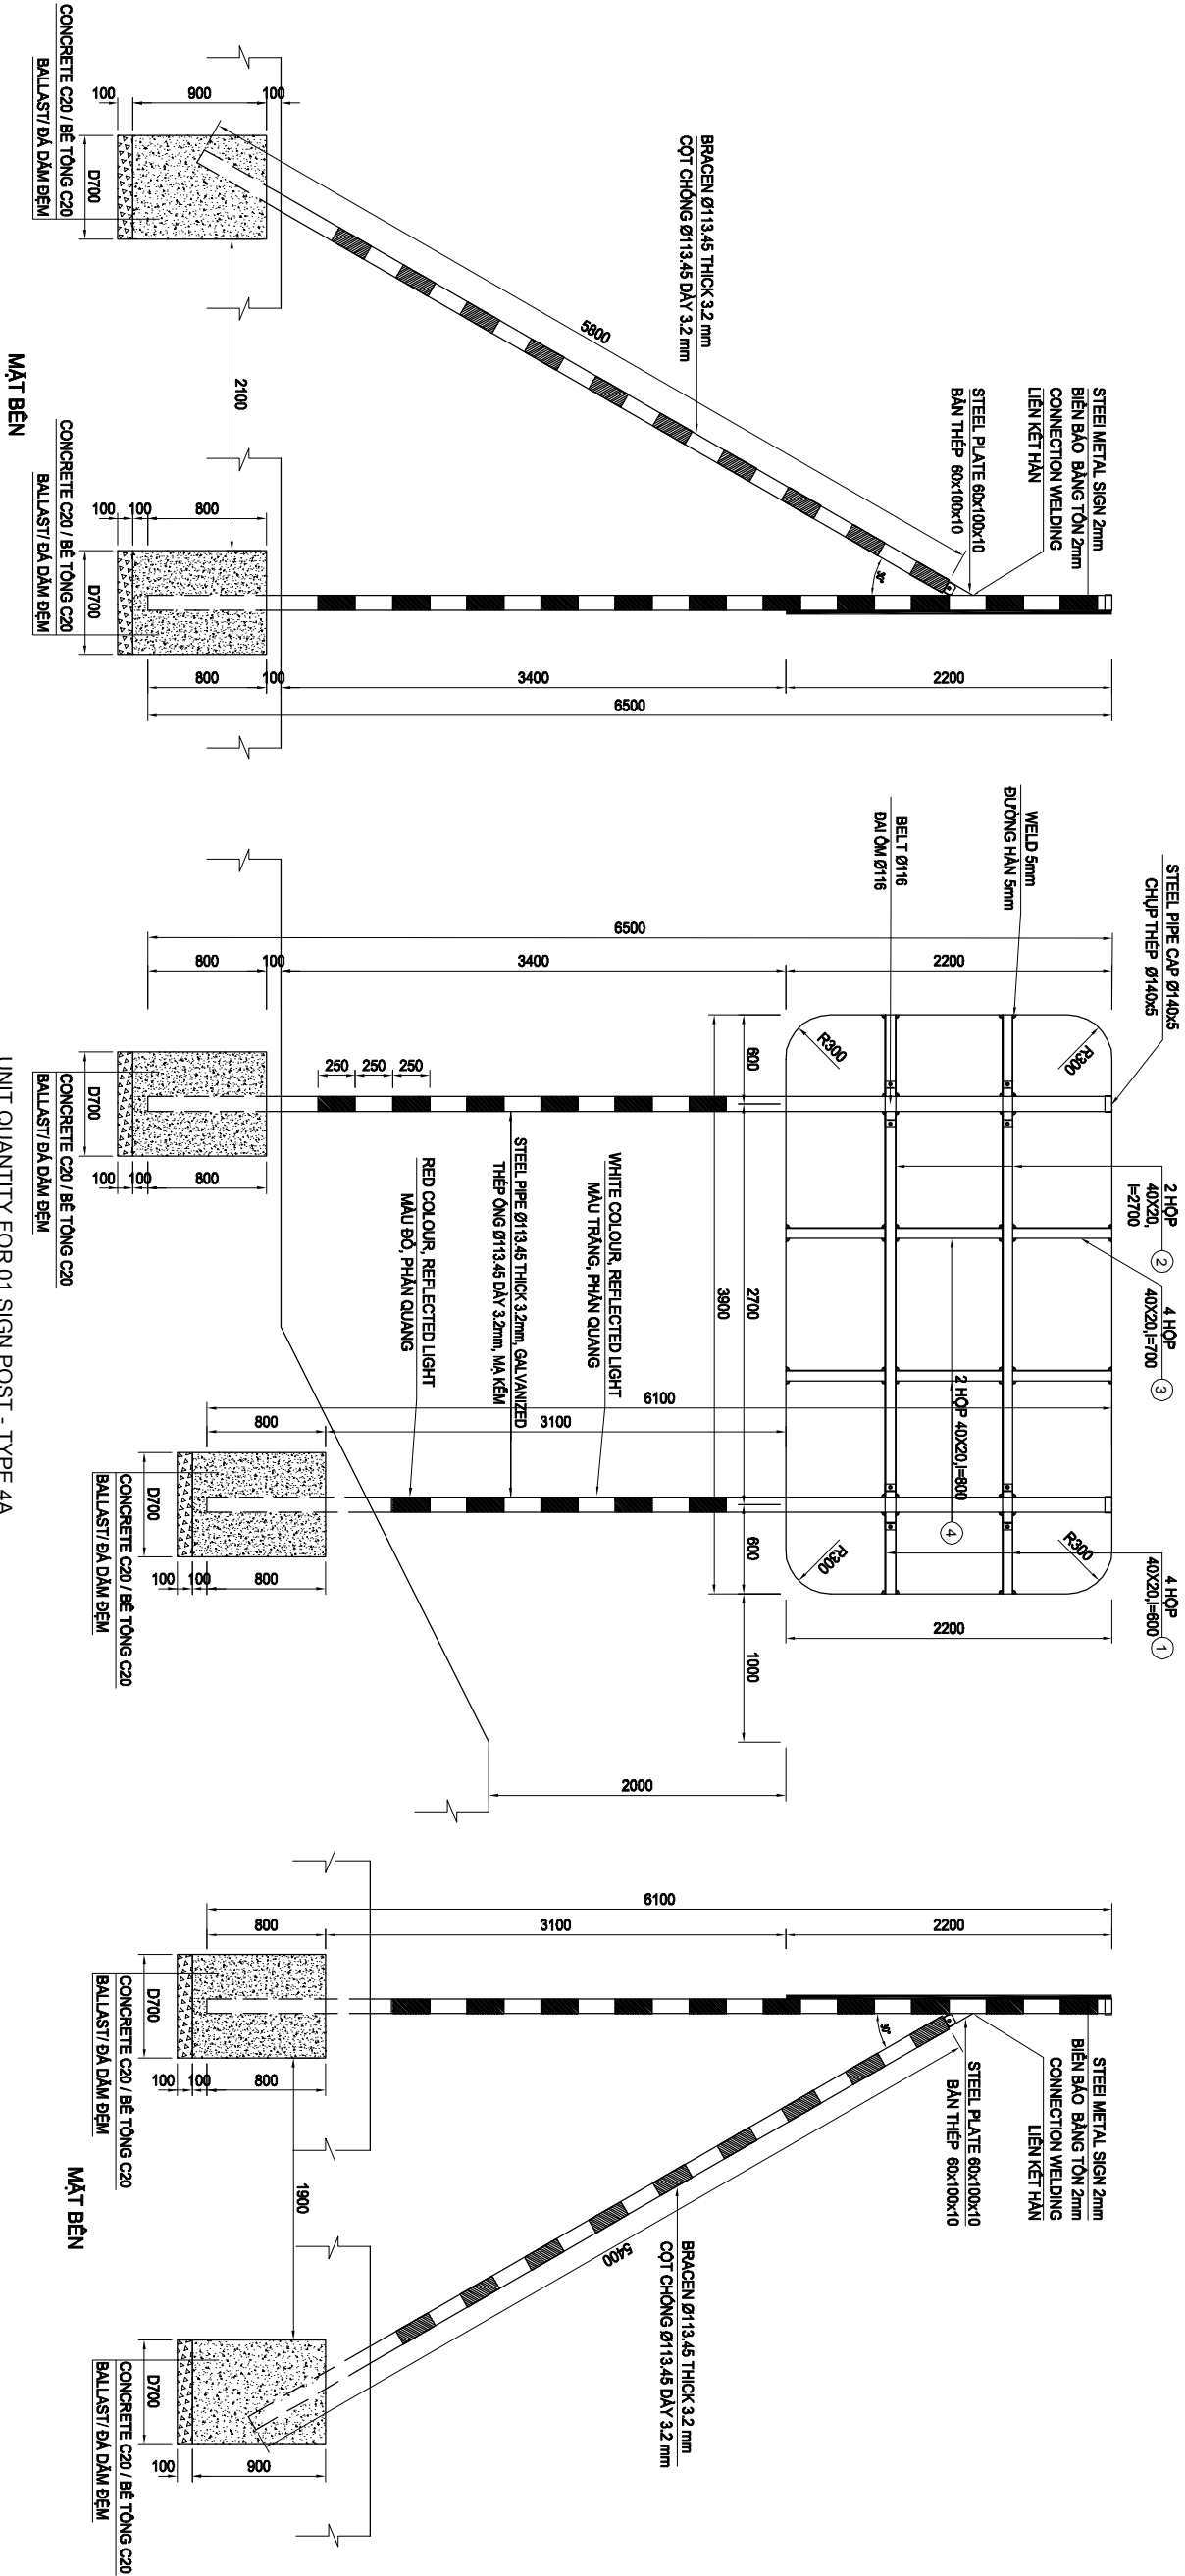 STEEl METAL SIGN 2mm
BIỂN BÁO BẰNG TÔN 2mm
CONNECTION WELDING
LIÊN KẾT HÀN
STEEL PLATE 60x100x10
BẢN THÉP 60x100x10
BRACEN Ø113.45 THICK 3.2 mm
CỘT CHỐNG Ø113.45 DÀY 3.2 mm
5800
30°
2200
3400
100
800
6500
100
900
100
D700
2100
800
100
100
D700
CONCRETE C20 / BÊ TÔNG C20
BALLAST/ ĐÁ DĂM ĐỆM
CONCRETE C20 / BÊ TÔNG C20
BALLAST/ ĐÁ DĂM ĐỆM
MẶT BÊN
STEEL PIPE CAP Ø140x5
CHỤP THÉP Ø140x5
2 HỘP
40X20,
l=2700
2
4 HỘP
40X20,l=700
3
4 HỘP
40X20,l=600
1
WELD 5mm
ĐƯỜNG HÀN 5mm
BELT Ø116
ĐAI ÔM Ø116
R300
R300
R300
R300
2 HỘP 40X20,l=800
4
6500
2200
3400
100
800
2200
600
2700
600
1000
3900
2000
6100
3100
800
WHITE COLOUR, REFLECTED LIGHT
MÀU TRẮNG, PHẢN QUANG
STEEL PIPE Ø113.45 THICK 3.2mm, GALVANIZED
THÉP ỐNG Ø113.45 DÀY 3.2mm, MẠ KẼM
RED COLOUR, REFLECTED LIGHT
MÀU ĐỎ, PHẢN QUANG
250
250
250
800
100
100
D700
CONCRETE C20 / BÊ TÔNG C20
BALLAST/ ĐÁ DĂM ĐỆM
800
100
100
D700
CONCRETE C20 / BÊ TÔNG C20
BALLAST/ ĐÁ DĂM ĐỆM
UNIT QUANTITY FOR 01 SIGN POST - TYPE 4A
STEEl METAL SIGN 2mm
BIỂN BÁO BẰNG TÔN 2mm
CONNECTION WELDING
LIÊN KẾT HÀN
STEEL PLATE 60x100x10
BẢN THÉP 60x100x10
BRACEN Ø113.45 THICK 3.2 mm
CỘT CHỐNG Ø113.45 DÀY 3.2 mm
5400
30°
6100
2200
3100
800
800
100
100
D700
1900
900
100
D700
CONCRETE C20 / BÊ TÔNG C20
BALLAST/ ĐÁ DĂM ĐỆM
CONCRETE C20 / BÊ TÔNG C20
BALLAST/ ĐÁ DĂM ĐỆM
MẶT BÊN